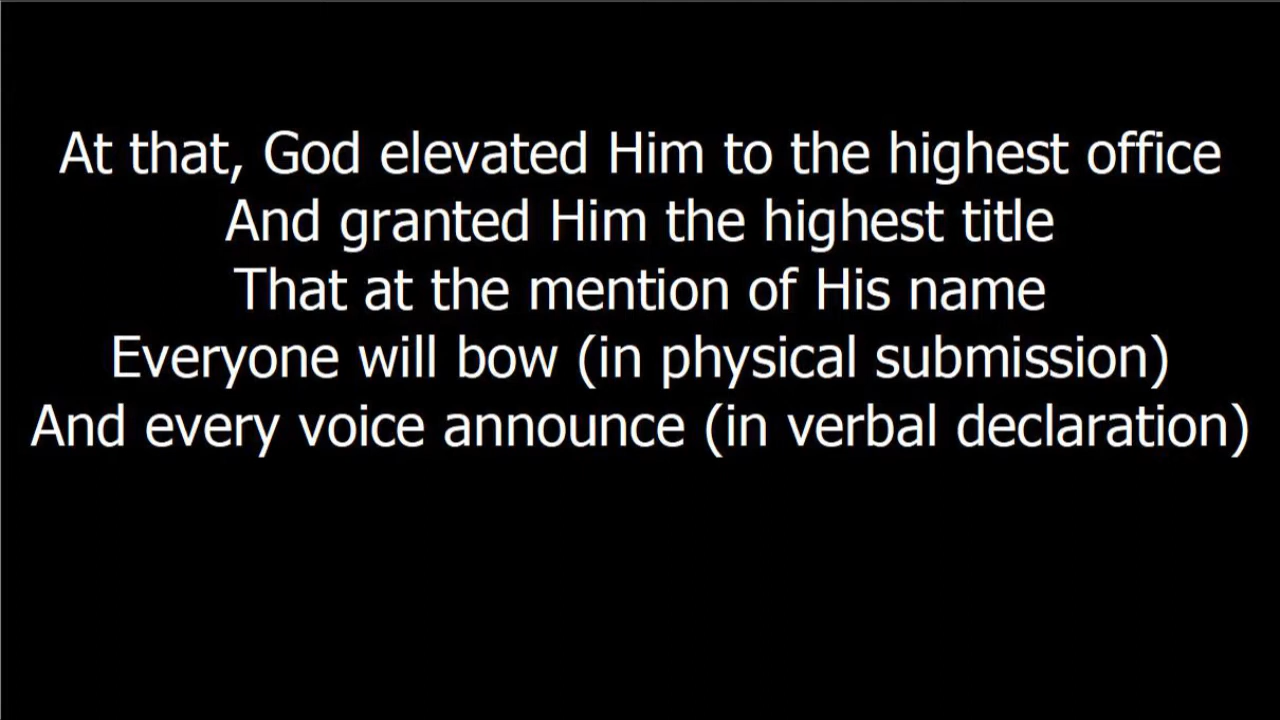 At that, God elevated Him to the highest office
And granted Him the highest title
That at the mention of His name
Everyone will bow (in physical submission)
And every voice announce (in verbal declaration)